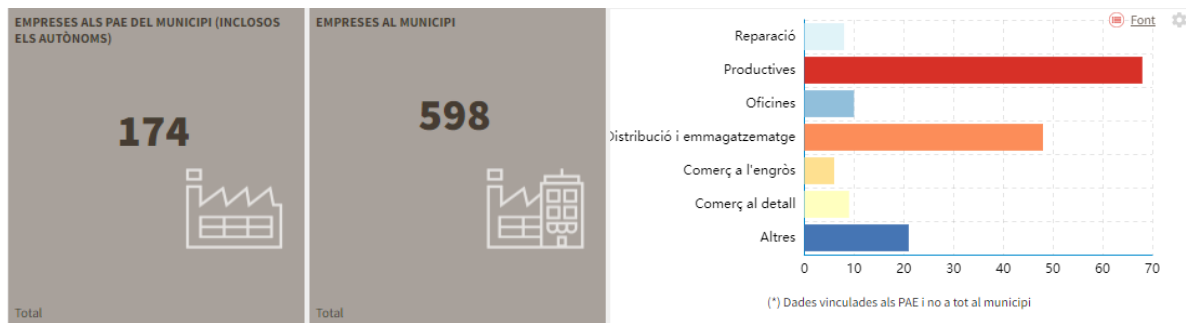 EMPRESES ALS PAE DEL MUNICIPI (INCLOSOS
ELS AUTÒNOMS)
174
Total
EMPRESES AL MUNICIPI
598
Total
Font
Reparació
Productives
Oficines
Distribució i emmagatzematge
Comerç a l'engròs
Comerç al detall
Altres
0 10 20 30 40 50 60 70
(*) Dades vinculades als PAE i no a tot al municipi